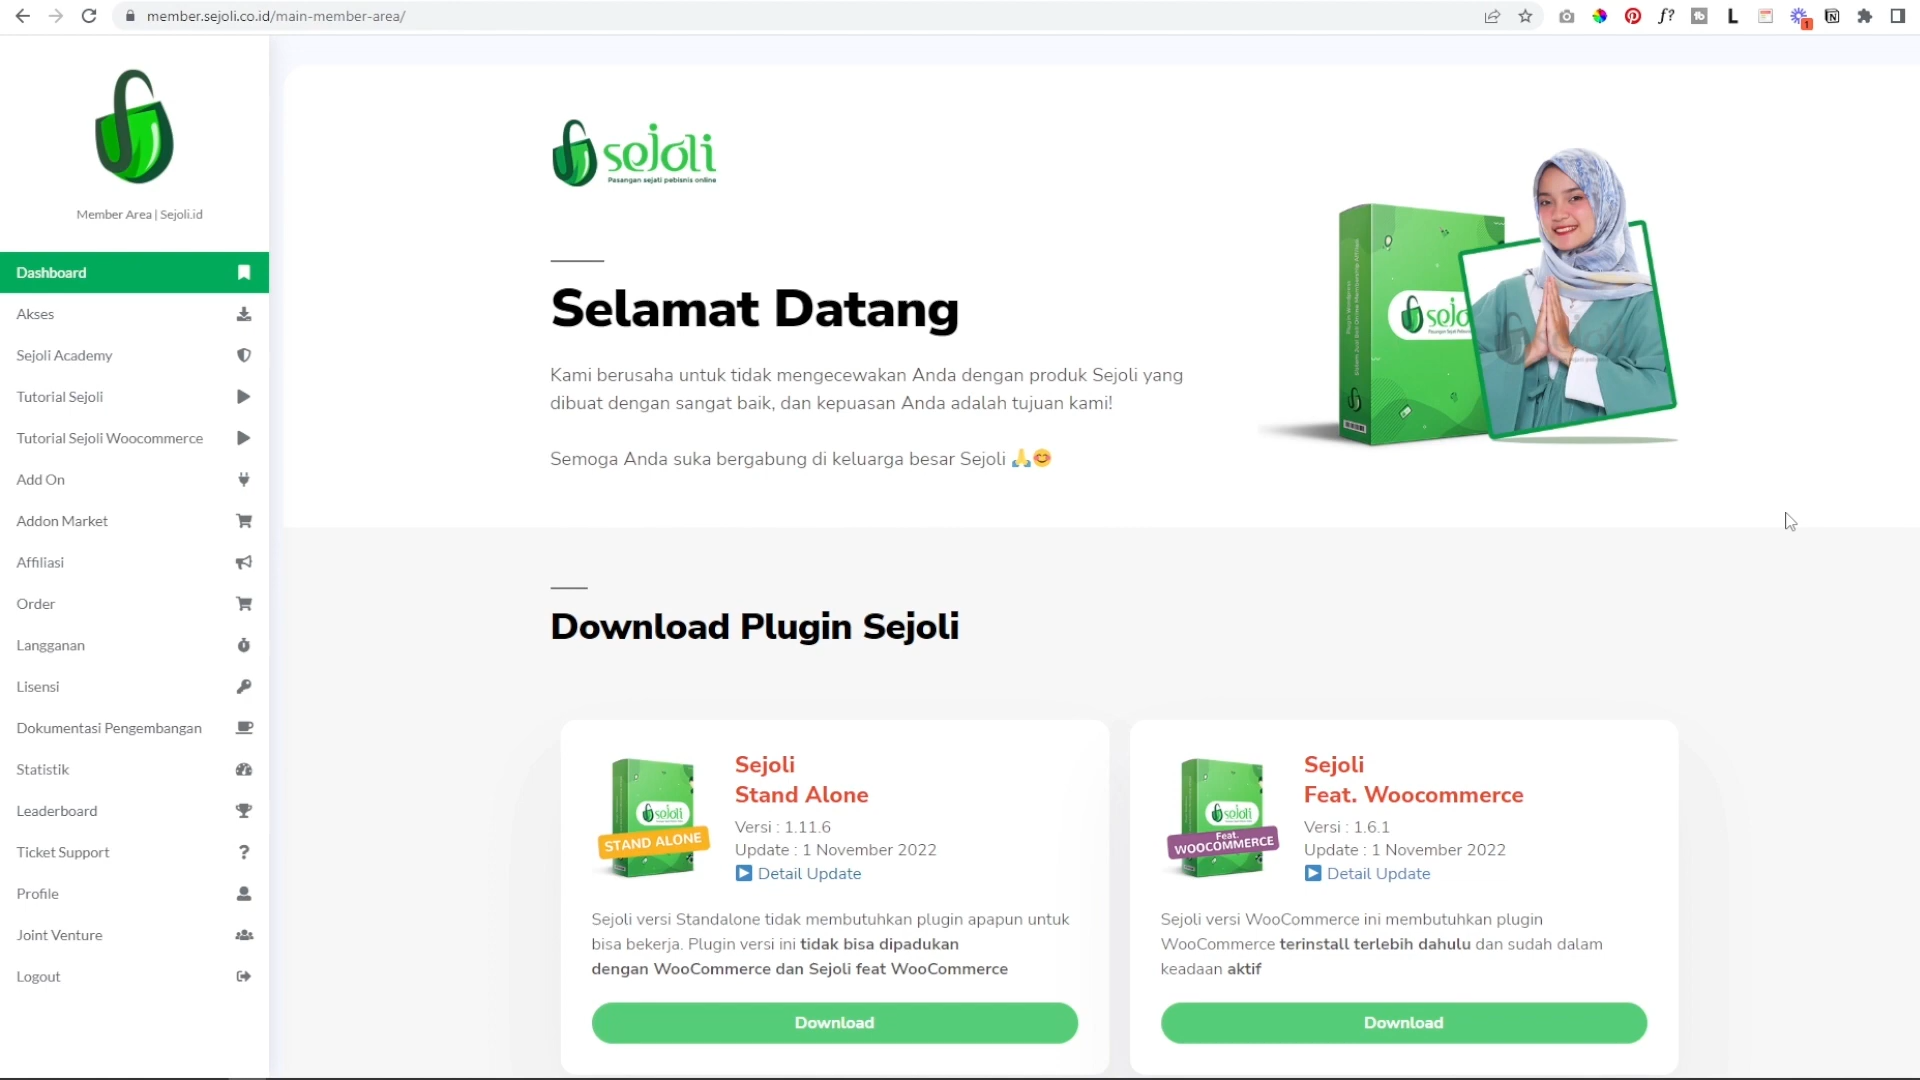 member.sejoli.co.id/main-member-area/
Member Area | Sejoli.id
Dashboard
Akses
Sejoli Academy
Tutorial Sejoli
Tutorial Sejoli Woocommerce
Add On
Addon Market
Affiliasi
Order
Langganan
Lisensi
Dokumentasi Pengembangan
Statistik
Leaderboard
Ticket Support
Profile
Joint Venture
Logout
sejoli
Pasangan sejati pebisnis online
Selamat Datang
Kami berusaha untuk tidak mengecewakan Anda dengan produk Sejoli yang
dibuat dengan sangat baik, dan kepuasan Anda adalah tujuan kami!
Semoga Anda suka bergabung di keluarga besar Sejoli 🙏😊
Download Plugin Sejoli
sejoli
STAND ALONE
Sejoli
Stand Alone
Versi : 1.11.6
Update : 1 November 2022
Detail Update
Sejoli versi Standalone tidak membutuhkan plugin apapun untuk
bisa bekerja. Plugin versi ini tidak bisa dipadukan
dengan WooCommerce dan Sejoli feat WooCommerce
Download
sejoli
Feat.
WOOCOMMERCE
Sejoli
Feat. Woocommerce
Versi : 1.6.1
Update : 1 November 2022
Detail Update
Sejoli versi WooCommerce ini membutuhkan plugin
WooCommerce terinstall terlebih dahulu dan sudah dalam
keadaan aktif
Download